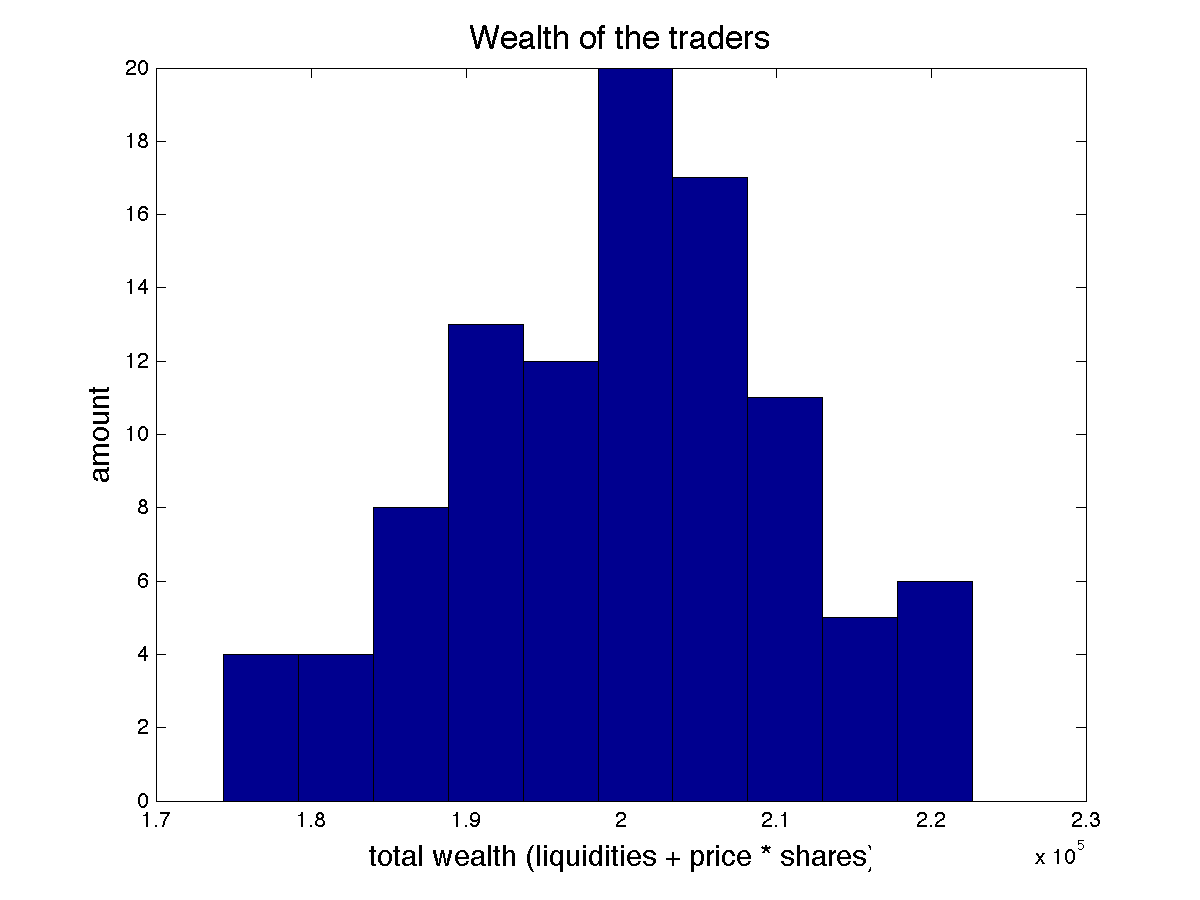 Wealth of the traders
20
18
16
14
12
10
8
6
4
2
0
amount
1.7 1.8 1.9 2 2.1 2.2 2.3
total wealth (liquidities + price * shares)
x 10^5